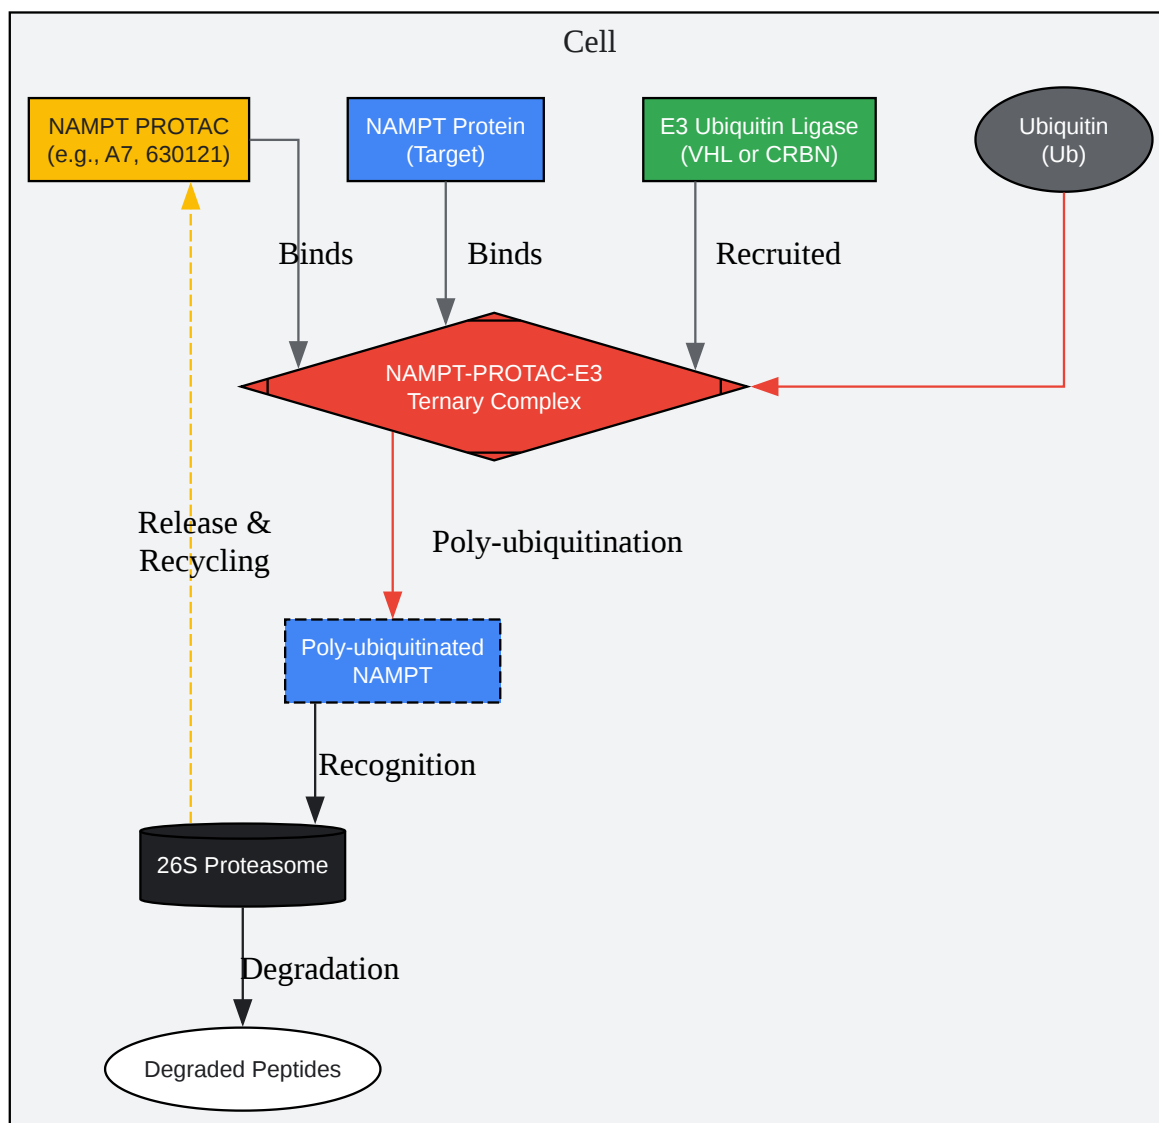 Cell
NAMPT PROTAC
(e.g., A7, 630121)
NAMPT Protein
(Target)
E3 Ubiquitin Ligase
(VHL or CRBN)
Ubiquitin
(Ub)
Binds
Binds
Recruited
NAMPT-PROTAC-E3
Ternary Complex
Release &
Recycling
Poly-ubiquitination
Poly-ubiquitinated
NAMPT
Recognition
26S Proteasome
Degradation
Degraded Peptides